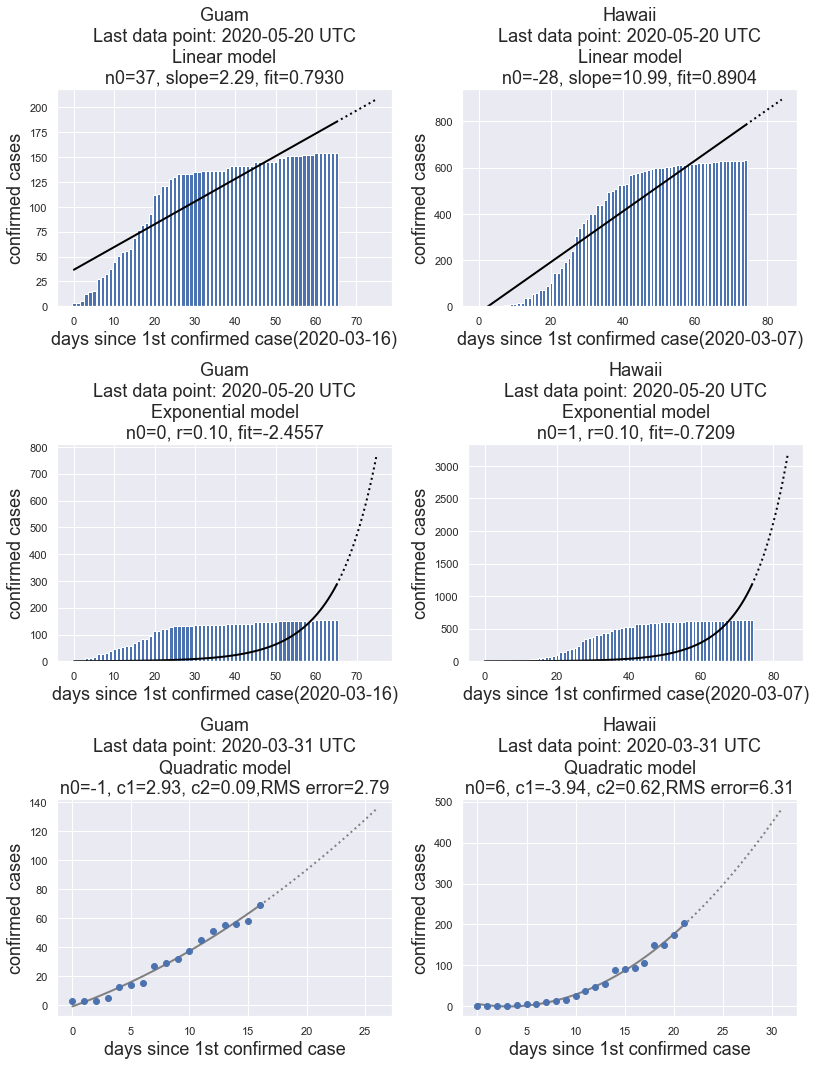 Guam
Last data point: 2020-05-20 UTC
Linear model
n0=37, slope=2.29, fit=0.7930
200
175
150
125
100
75
50
25
0
confirmed cases
0 10 20 30 40 50 60 70
days since 1st confirmed case(2020-03-16)
Hawaii
Last data point: 2020-05-20 UTC
Linear model
n0=-28, slope=10.99, fit=0.8904
800
600
400
200
0
confirmed cases
0 20 40 60 80
days since 1st confirmed case(2020-03-07)
Guam
Last data point: 2020-05-20 UTC
Exponential model
n0=0, r=0.10, fit=-2.4557
800
700
600
500
400
300
200
100
0
confirmed cases
0 10 20 30 40 50 60 70
days since 1st confirmed case(2020-03-16)
Hawaii
Last data point: 2020-05-20 UTC
Exponential model
n0=1, r=0.10, fit=-0.7209
3000
2500
2000
1500
1000
500
0
confirmed cases
0 20 40 60 80
days since 1st confirmed case(2020-03-07)
Guam
Last data point: 2020-03-31 UTC
Quadratic model
n0=-1, c1=2.93, c2=0.09,RMS error=2.79
140
120
100
80
60
40
20
0
confirmed cases
0 5 10 15 20 25
days since 1st confirmed case
Hawaii
Last data point: 2020-03-31 UTC
Quadratic model
n0=6, c1=-3.94, c2=0.62,RMS error=6.31
500
400
300
200
100
0
confirmed cases
0 5 10 15 20 25 30
days since 1st confirmed case